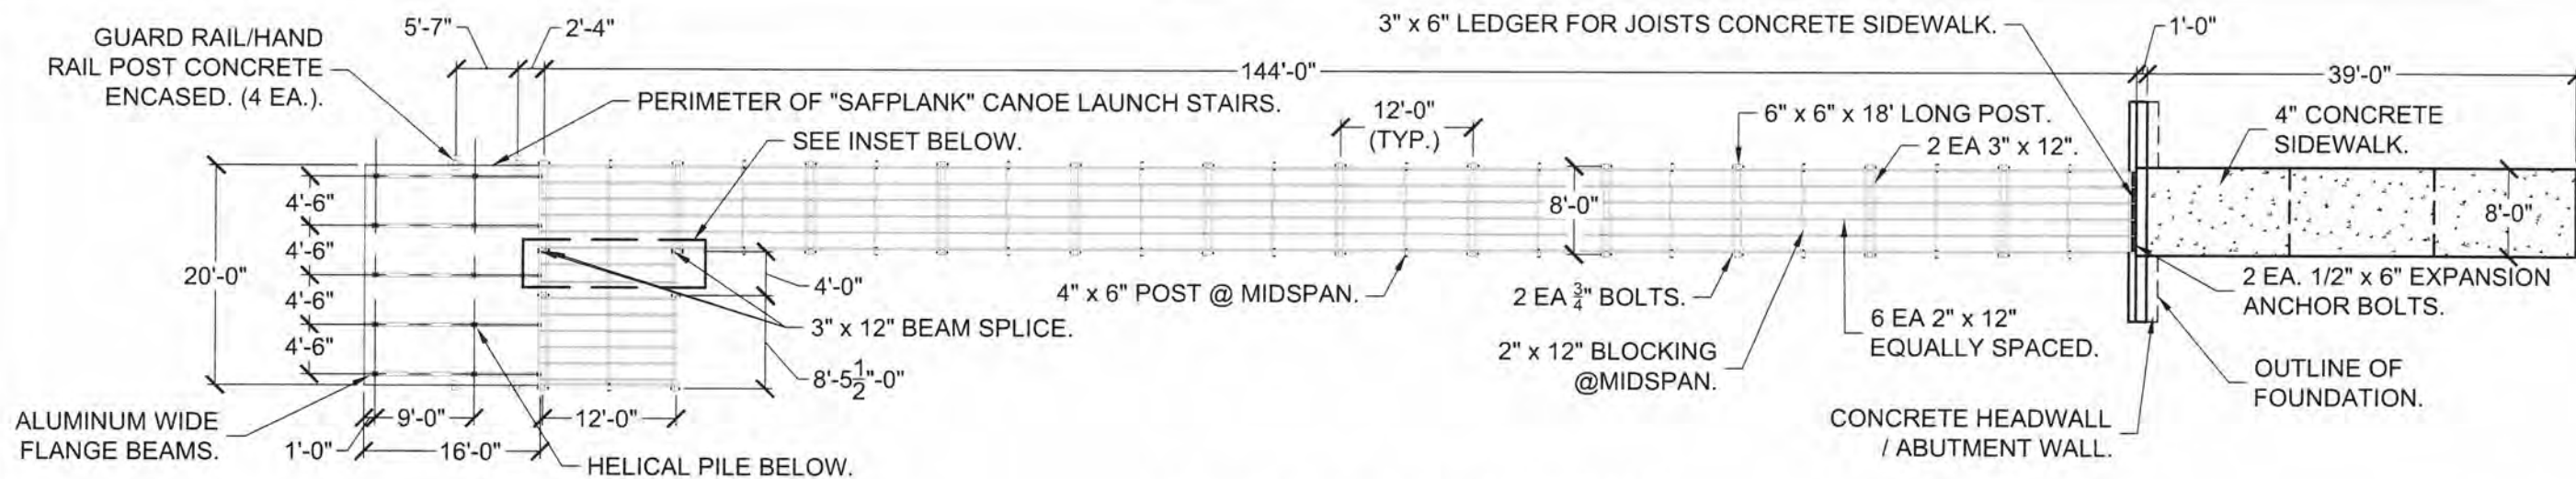 5'-7"
2'-4"
3" x 6" LEDGER FOR JOISTS CONCRETE SIDEWALK.
1'-0"
GUARD RAIL/HAND
RAIL POST CONCRETE
ENCASED. (4 EA.).
144'-0"
39'-0"
PERIMETER OF "SAFPLANK" CANOE LAUNCH STAIRS.
SEE INSET BELOW.
12'-0"
(TYP.)
6" x 6" x 18' LONG POST.
2 EA 3" x 12".
4" CONCRETE
SIDEWALK.
4'-6"
4'-6"
4'-6"
4'-6"
20'-0"
8'-0"
8'-0"
4'-0"
3" x 12" BEAM SPLICE.
8'-5 1/2"-0"
4" x 6" POST @ MIDSPAN.
2 EA 3/4" BOLTS.
2" x 12" BLOCKING
@MIDSPAN.
6 EA 2" x 12"
EQUALLY SPACED.
2 EA. 1/2" x 6" EXPANSION
ANCHOR BOLTS.
OUTLINE OF
FOUNDATION.
CONCRETE HEADWALL
/ ABUTMENT WALL.
ALUMINUM WIDE
FLANGE BEAMS.
9'-0"
12'-0"
1'-0"
16'-0"
HELICAL PILE BELOW.